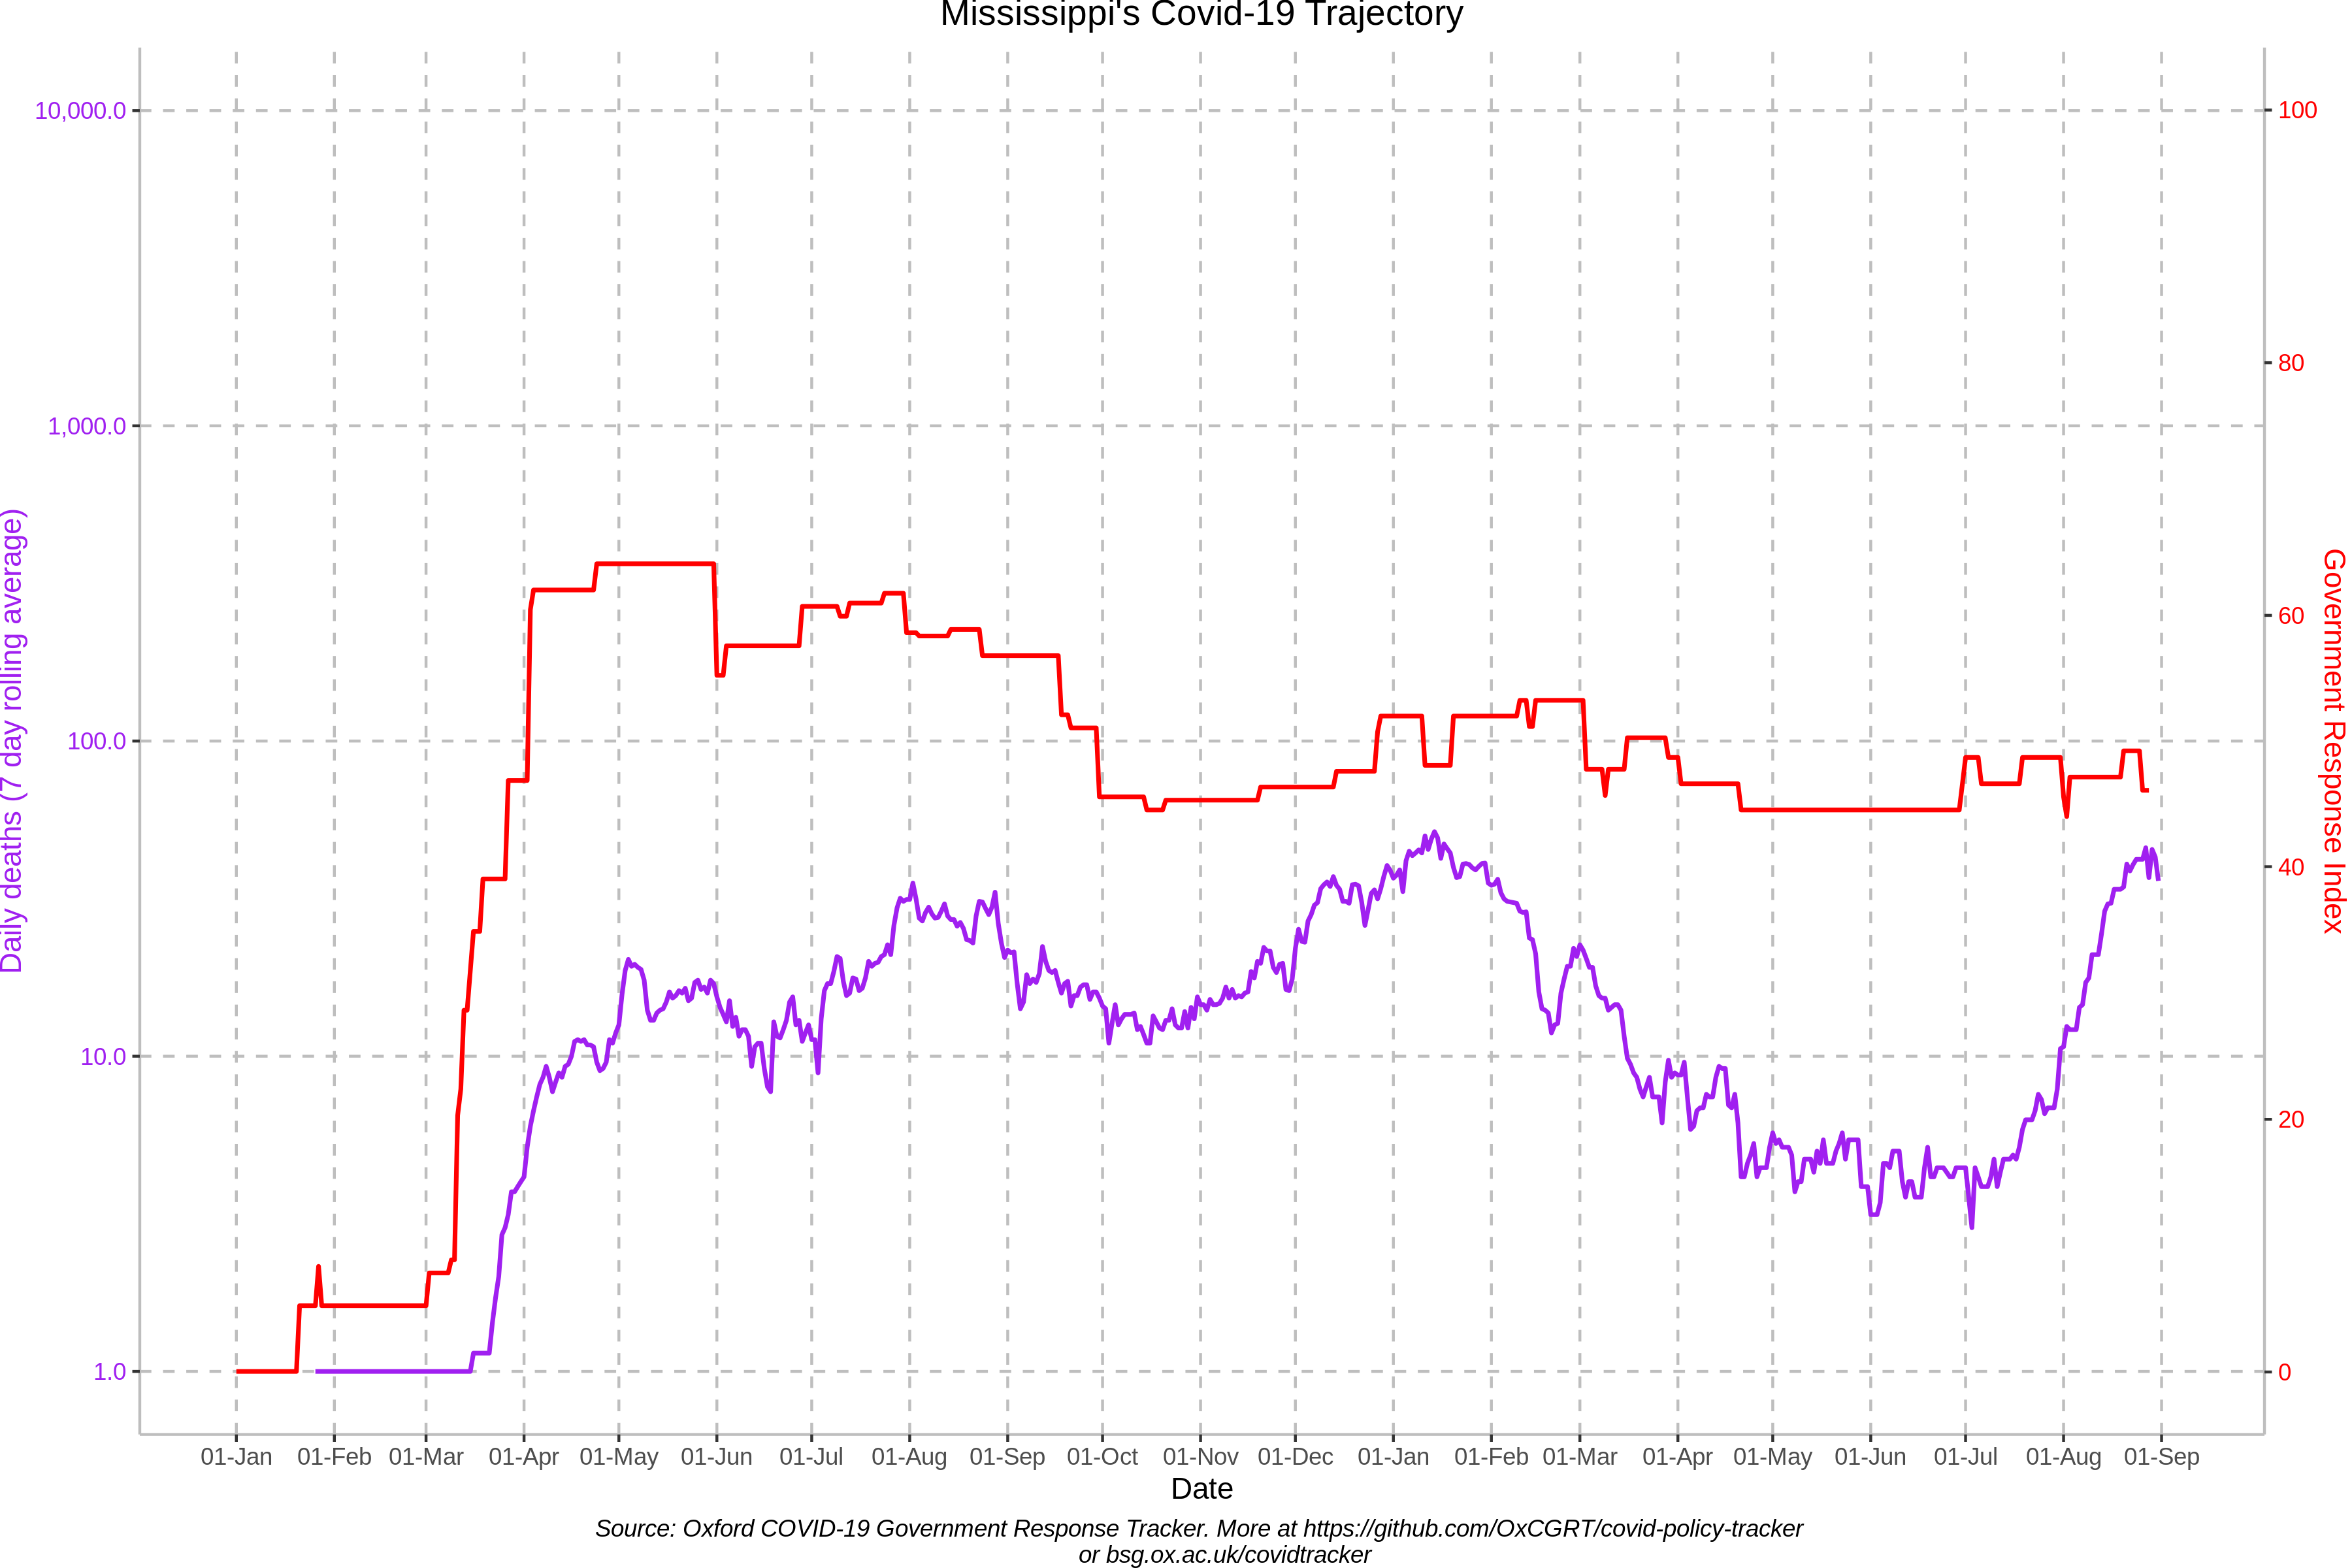 Mississippi's Covid-19 Trajectory
10,000.0
1,000.0
100.0
10.0
1.0
Daily deaths (7 day rolling average)
100
80
60
40
20
0
Government Response Index
01-Jan 01-Feb 01-Mar 01-Apr 01-May 01-Jun 01-Jul 01-Aug 01-Sep 01-Oct 01-Nov 01-Dec 01-Jan 01-Feb 01-Mar 01-Apr 01-May 01-Jun 01-Jul 01-Aug 01-Sep
Date
Source: Oxford COVID-19 Government Response Tracker. More at https://github.com/OxCGRT/covid-policy-tracker
or bsg.ox.ac.uk/covidtracker